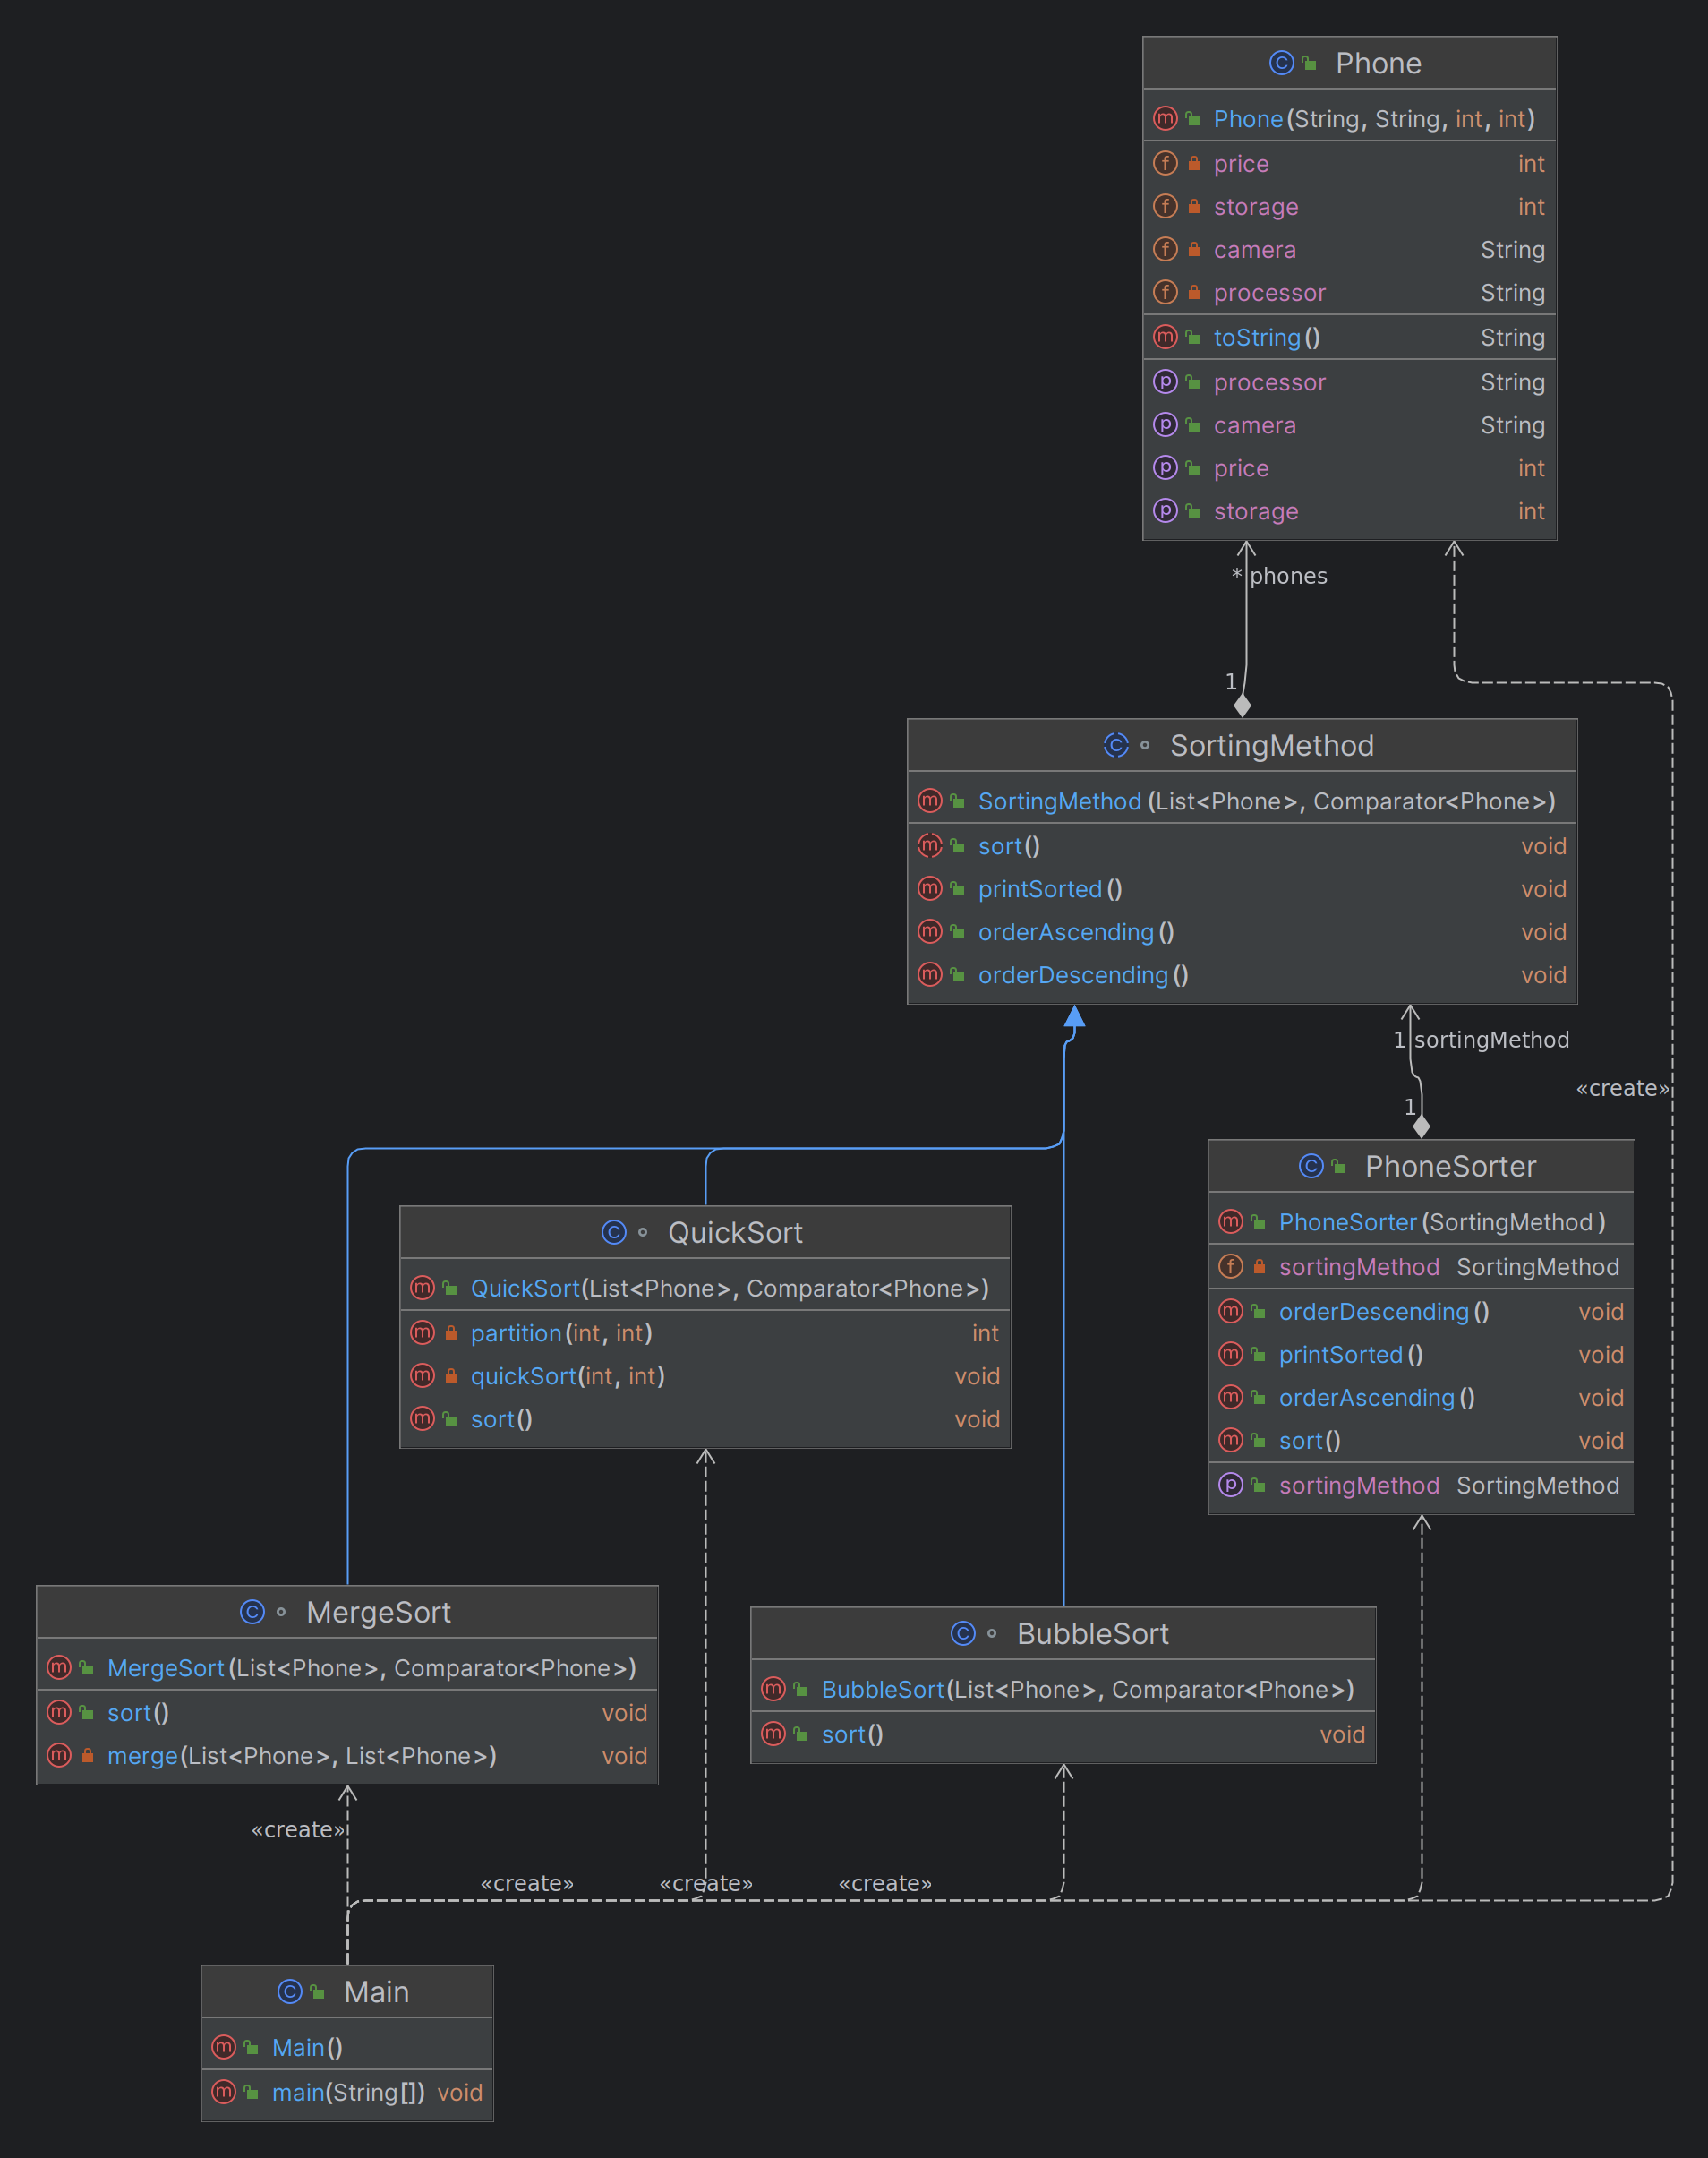 Phone
Phone(String, String, int, int)
price int
storage int
camera String
processor String
toString() String
processor String
camera String
price int
storage int
* phones
1
SortingMethod
SortingMethod(List<Phone>, Comparator<Phone>)
sort() void
printSorted() void
orderAscending() void
orderDescending() void
1 sortingMethod
«create»
1
PhoneSorter
PhoneSorter(SortingMethod)
sortingMethod SortingMethod
orderDescending() void
printSorted() void
orderAscending() void
sort() void
sortingMethod SortingMethod
QuickSort
QuickSort(List<Phone>, Comparator<Phone>)
partition(int, int) int
quickSort(int, int) void
sort() void
MergeSort
MergeSort(List<Phone>, Comparator<Phone>)
sort() void
merge(List<Phone>, List<Phone>) void
BubbleSort
BubbleSort(List<Phone>, Comparator<Phone>)
sort() void
«create»
«create» «create» «create»
Main
Main()
main(String[]) void